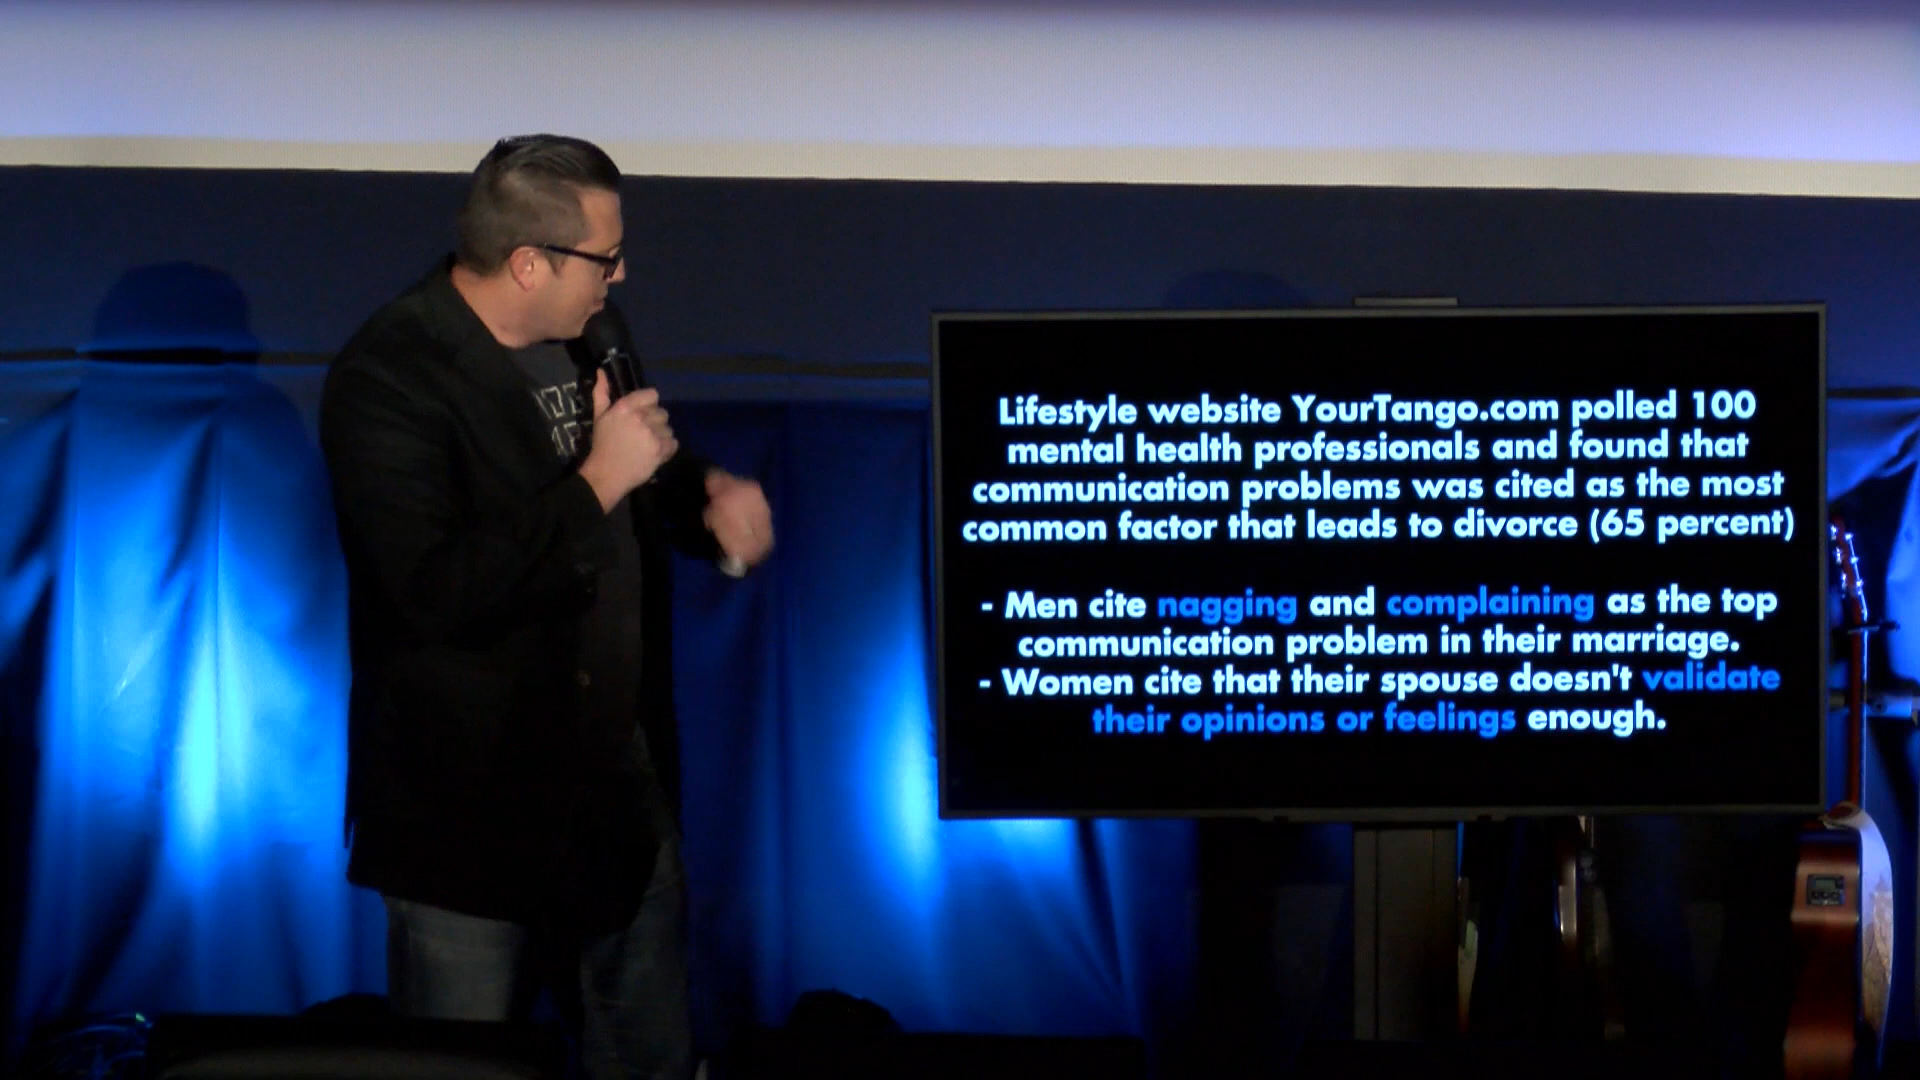 Lifestyle website YourTango.com polled 100
mental health professionals and found that
communication problems was cited as the most
common factor that leads to divorce (65 percent)
- Men cite nagging and complaining as the top
communication problem in their marriage.
- Women cite that their spouse doesn't validate
their opinions or feelings enough.